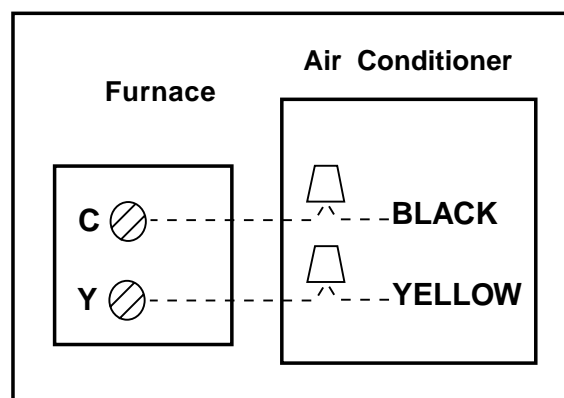 Air Conditioner
Furnace
C
BLACK
Y
YELLOW